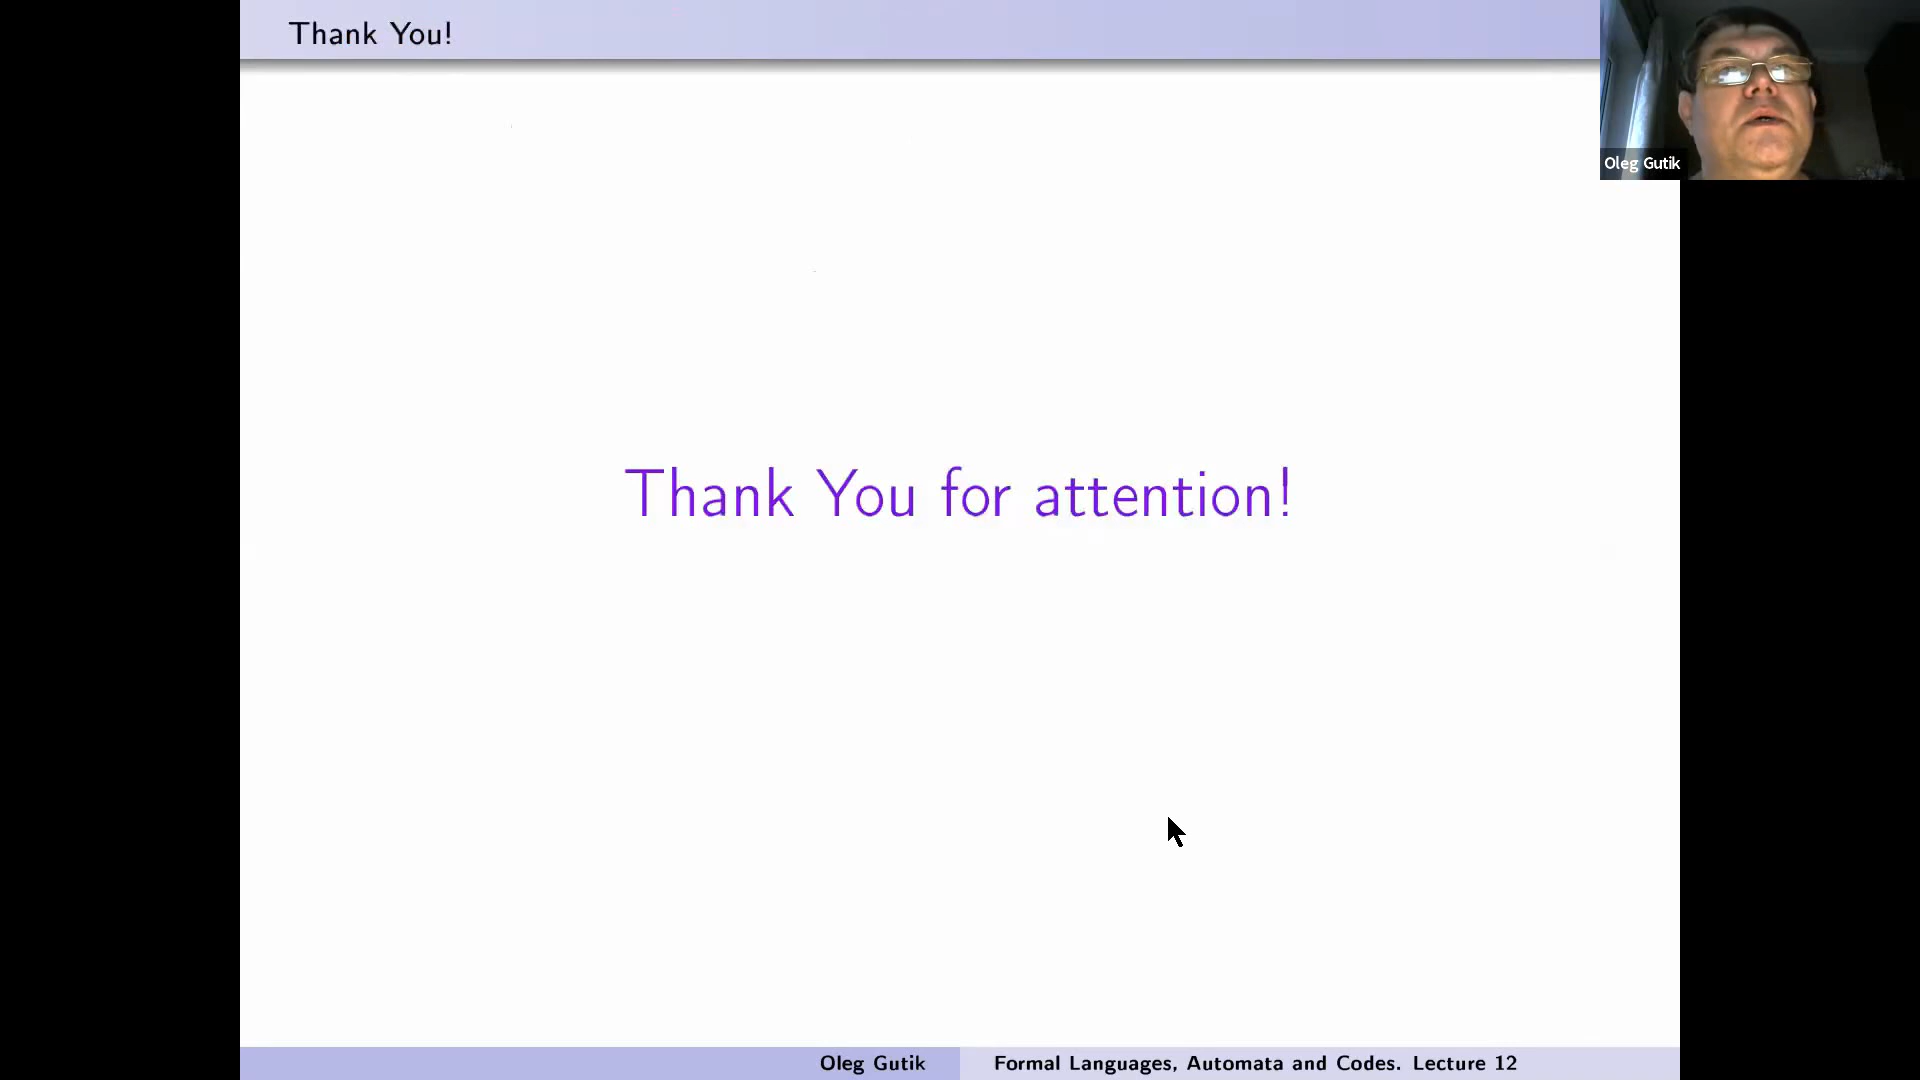 Thank You!
Oleg Gutik
Thank You for attention!
Oleg Gutik
Formal Languages, Automata and Codes. Lecture 12